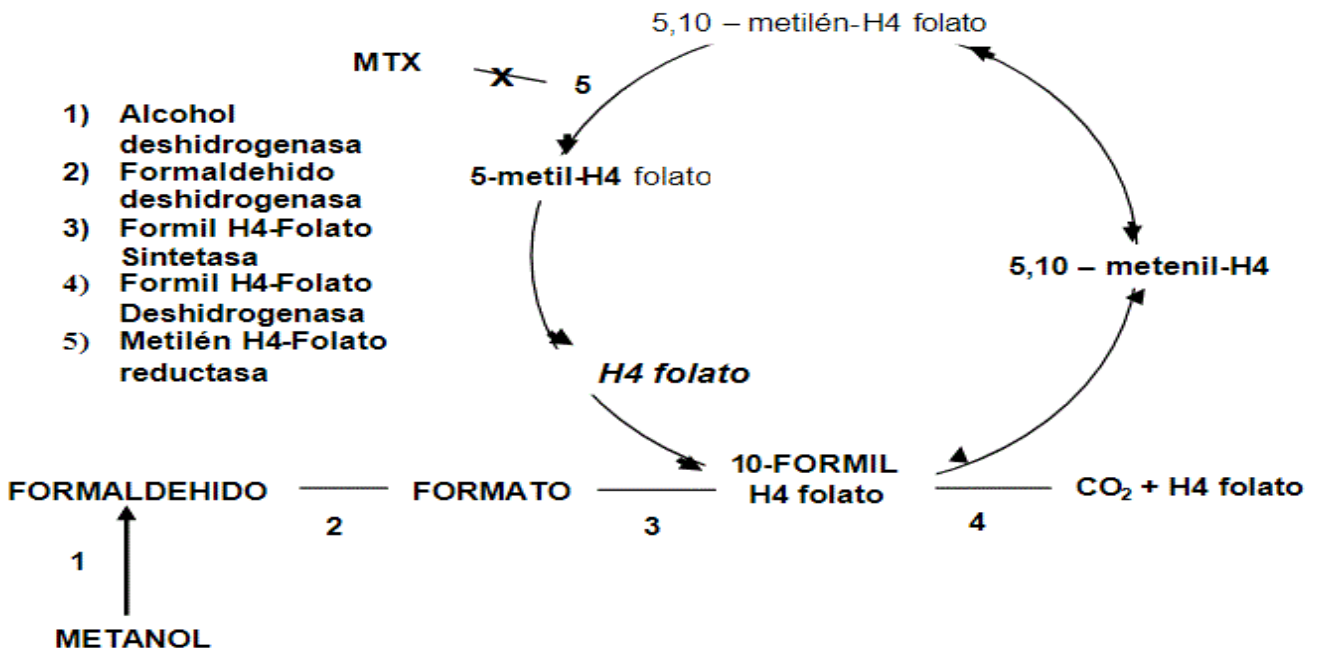 5,10 – metilén-H4 folato
MTX
X
5
1) Alcohol
deshidrogenasa
2) Formaldehido
deshidrogenasa
3) Formil H4-Folato
Sintetasa
4) Formil H4-Folato
Deshidrogenasa
5) Metilén H4-Folato
reductasa
5-metil-H4 folato
5,10 – metenil-H4
H4 folato
FORMALDEHIDO
2
FORMATO
3
10-FORMIL
H4 folato
4
CO₂ + H4 folato
1
METANOL